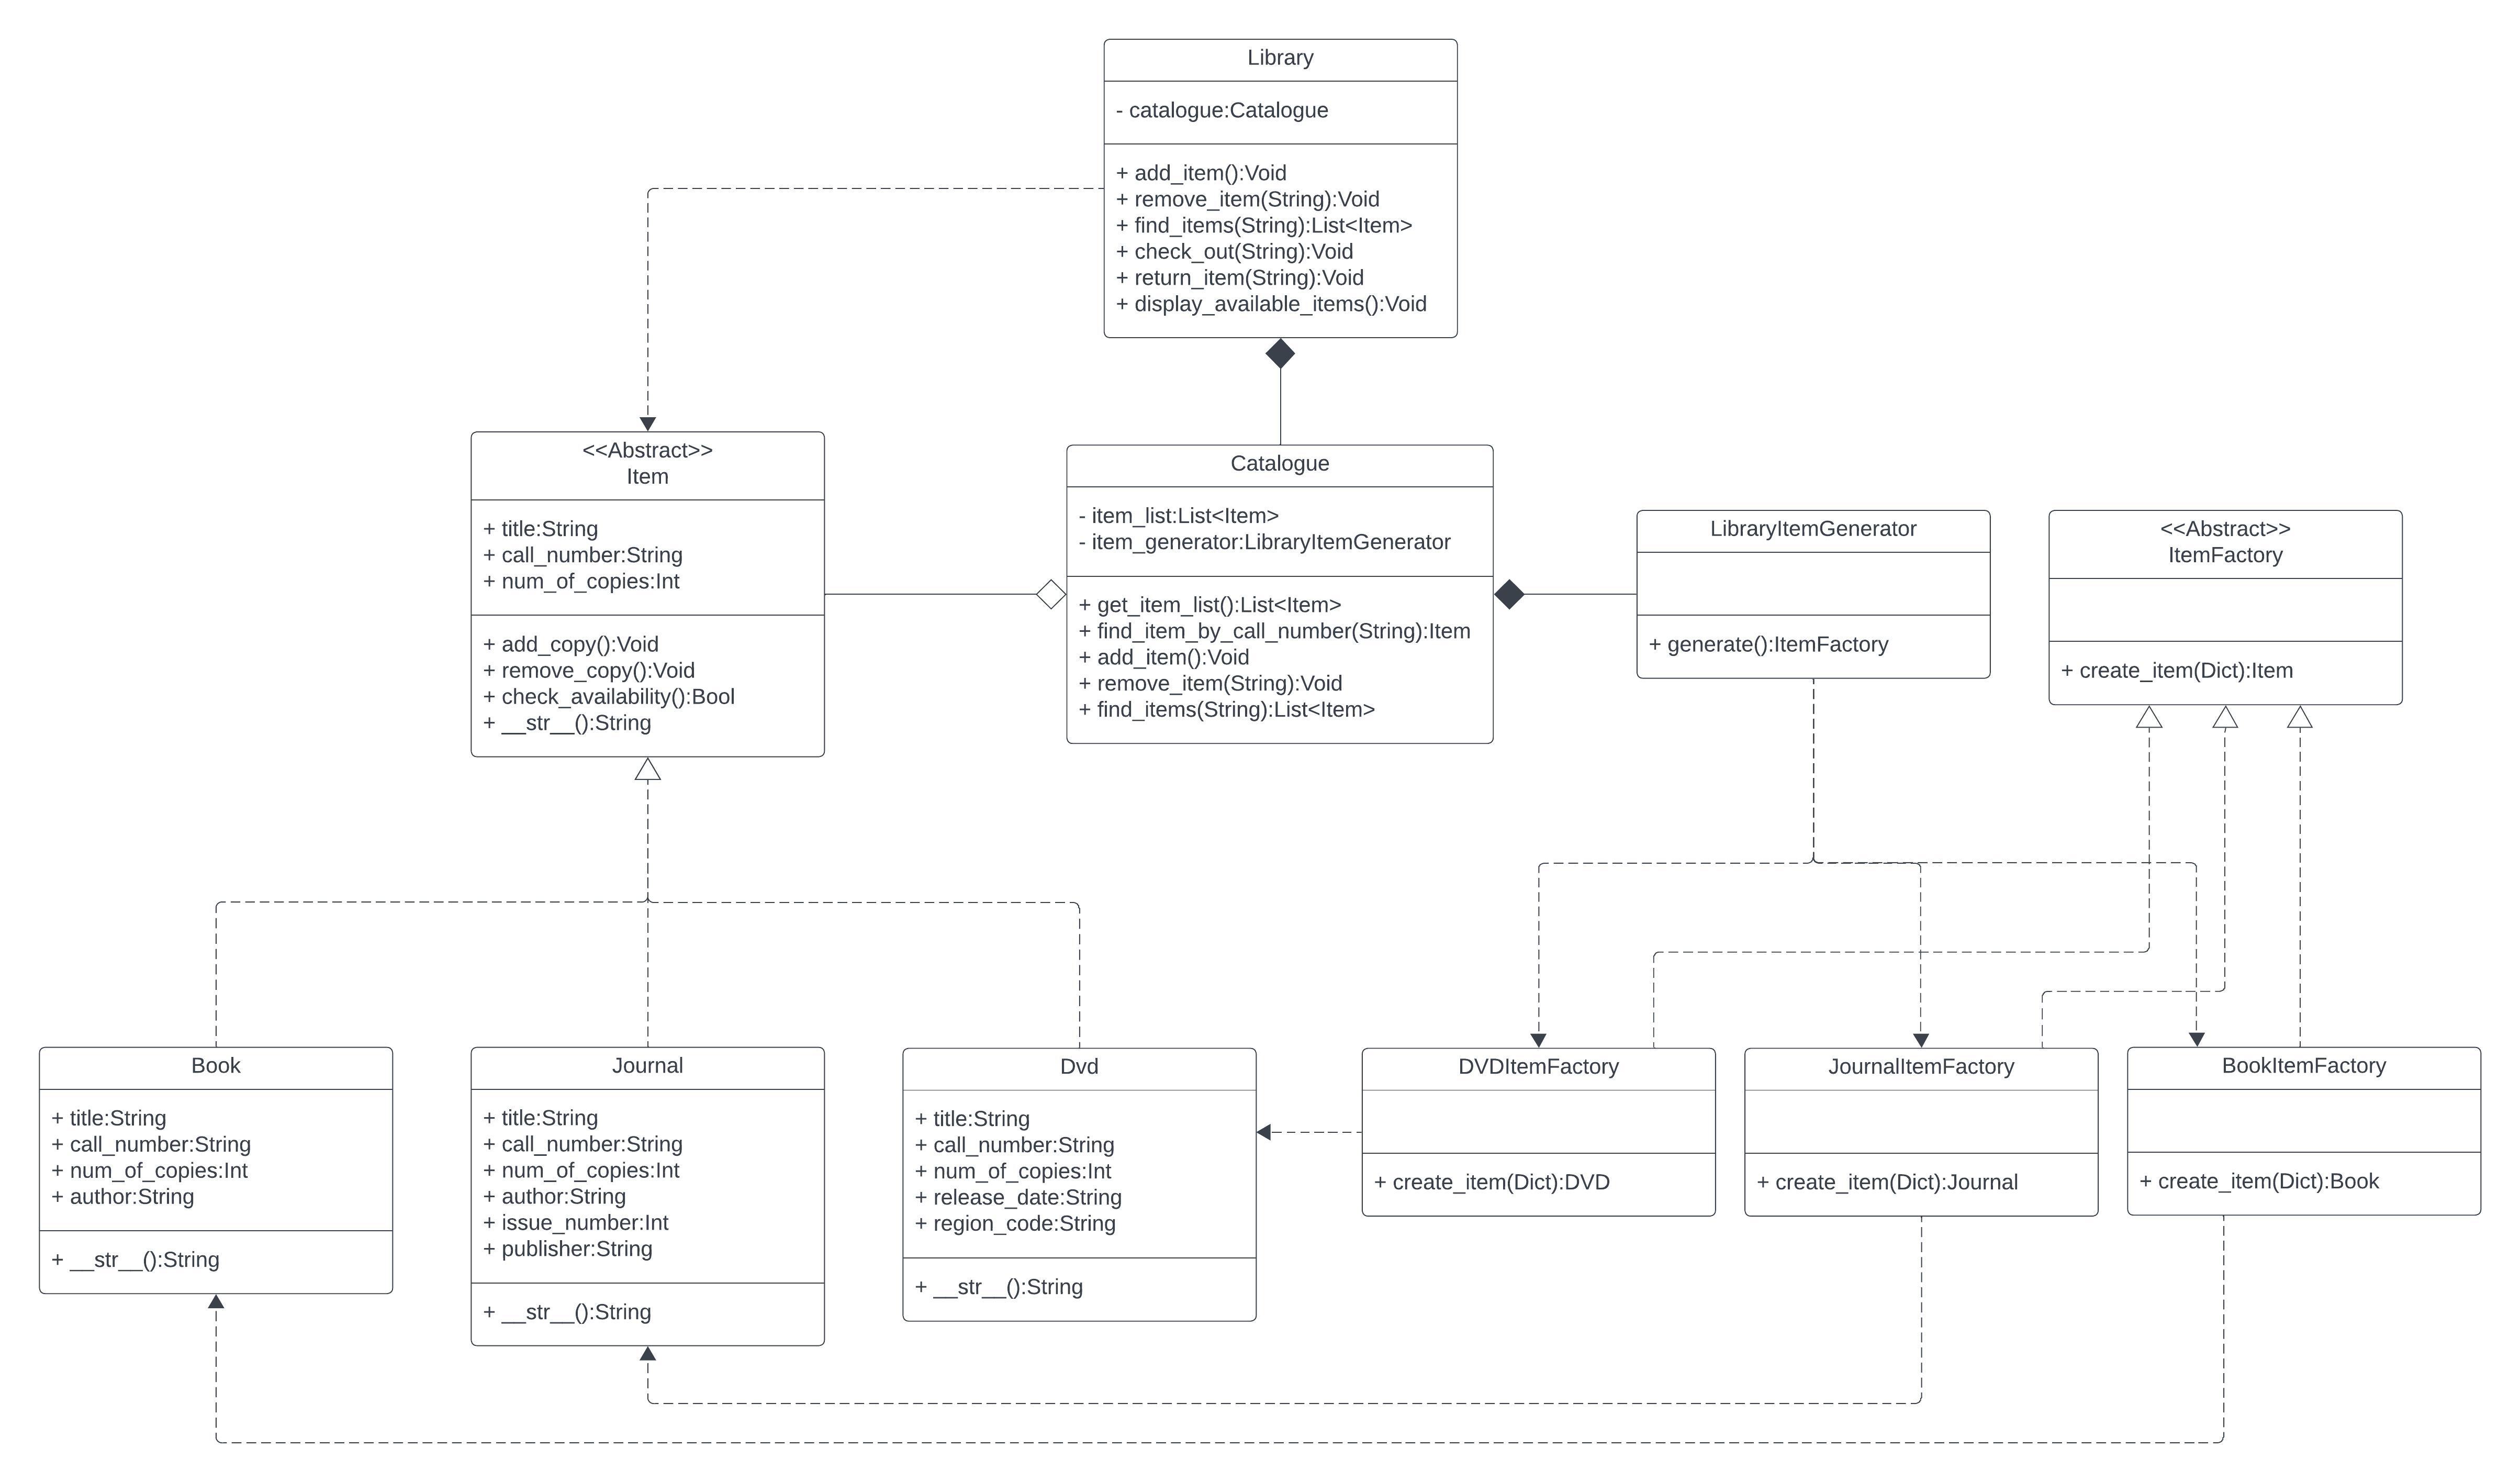 Library
- catalogue:Catalogue
+ add_item():Void
+ remove_item(String):Void
+ find_items(String):List<Item>
+ check_out(String):Void
+ return_item(String):Void
+ display_available_items():Void
<<Abstract>>
Item
+ title:String
+ call_number:String
+ num_of_copies:Int
+ add_copy():Void
+ remove_copy():Void
+ check_availability():Bool
+ __str__():String
Catalogue
- item_list:List<Item>
- item_generator:LibraryItemGenerator
+ get_item_list():List<Item>
+ find_item_by_call_number(String):Item
+ add_item():Void
+ remove_item(String):Void
+ find_items(String):List<Item>
LibraryItemGenerator
+ generate():ItemFactory
<<Abstract>>
ItemFactory
+ create_item(Dict):Item
Book
+ title:String
+ call_number:String
+ num_of_copies:Int
+ author:String
+ __str__():String
Journal
+ title:String
+ call_number:String
+ num_of_copies:Int
+ author:String
+ issue_number:Int
+ publisher:String
+ __str__():String
Dvd
+ title:String
+ call_number:String
+ num_of_copies:Int
+ release_date:String
+ region_code:String
+ __str__():String
DVDItemFactory
+ create_item(Dict):DVD
JournalItemFactory
+ create_item(Dict):Journal
BookItemFactory
+ create_item(Dict):Book